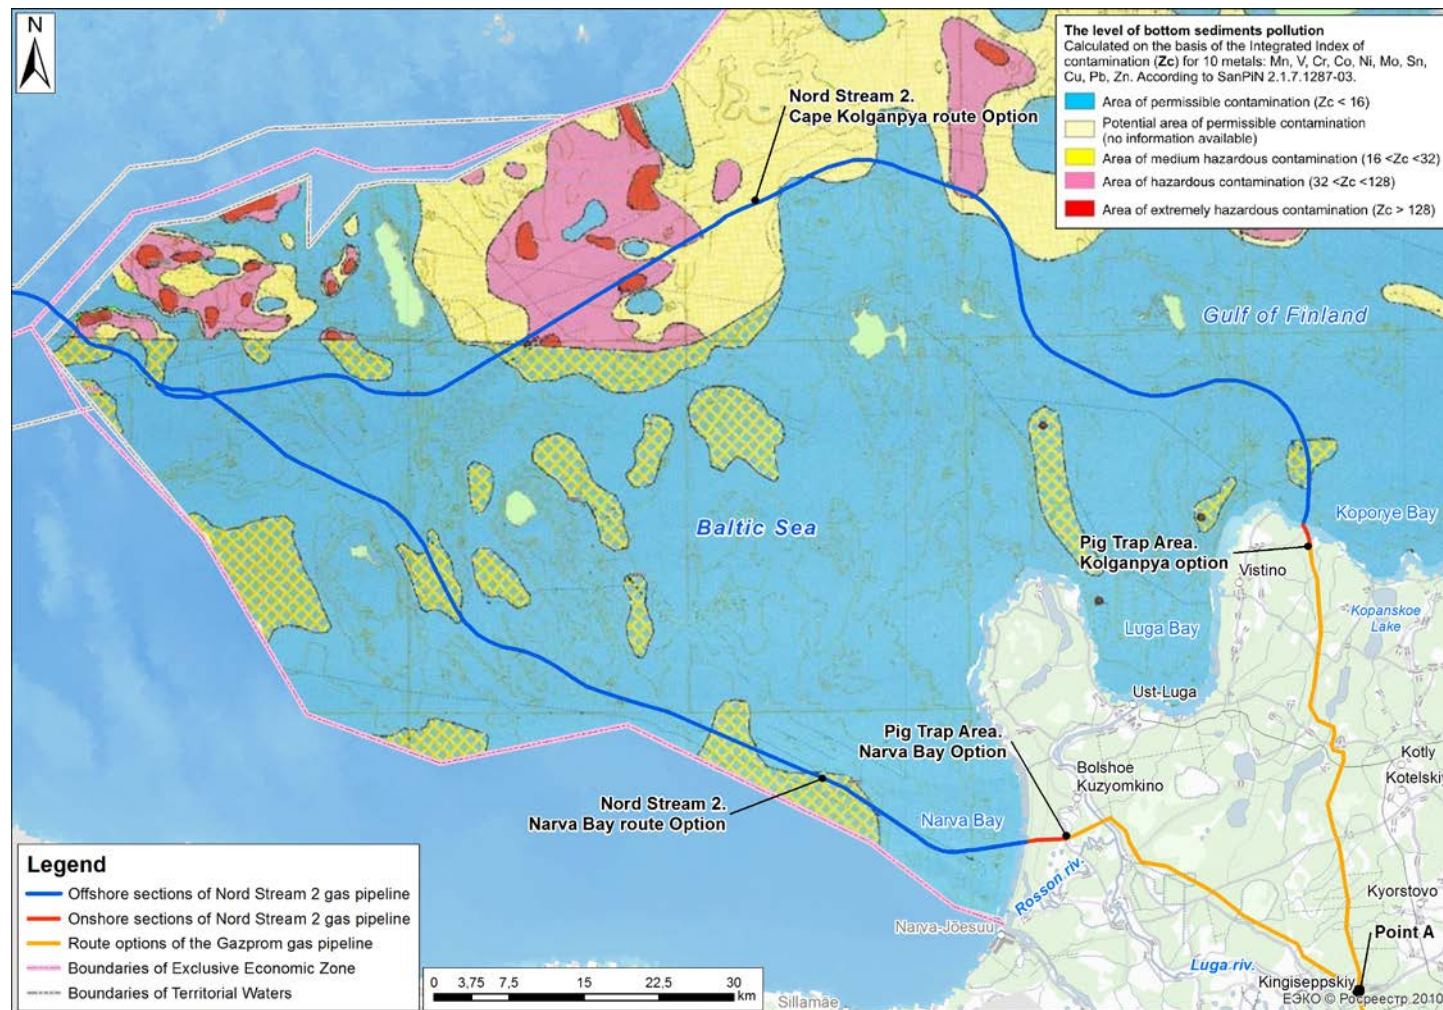 N
The level of bottom sediments pollution
Calculated on the basis of the Integrated Index of
contamination (Zc) for 10 metals: Mn, V, Cr, Co, Ni, Mo, Sn,
Cu, Pb, Zn. According to SanPiN 2.1.7.1287-03.
Area of permissible contamination (Zc < 16)
Potential area of permissible contamination
(no information available)
Area of medium hazardous contamination (16 <Zc <32)
Area of hazardous contamination (32 <Zc <128)
Area of extremely hazardous contamination (Zc > 128)
Nord Stream 2.
Cape Kolganpya route Option
Gulf of Finland
Baltic Sea
Koporye Bay
Pig Trap Area.
Kolganpya option
Vistino
Kopanskoe
Lake
Luga Bay
Ust-Luga
Pig Trap Area.
Narva Bay Option
Kotly
Kotelskiy
Bolshoe
Kuzyomkino
Nord Stream 2.
Narva Bay route Option
Narva Bay
Rosson riv.
Kyorstovo
Narva-Jõesuu
Point A
Luga riv.
Kingiseppskiy
ЕЭКО © Росреестр 2010
Sillamäe
Legend
Offshore sections of Nord Stream 2 gas pipeline
Onshore sections of Nord Stream 2 gas pipeline
Route options of the Gazprom gas pipeline
Boundaries of Exclusive Economic Zone
Boundaries of Territorial Waters
0 3,75 7,5 15 22,5 30
km